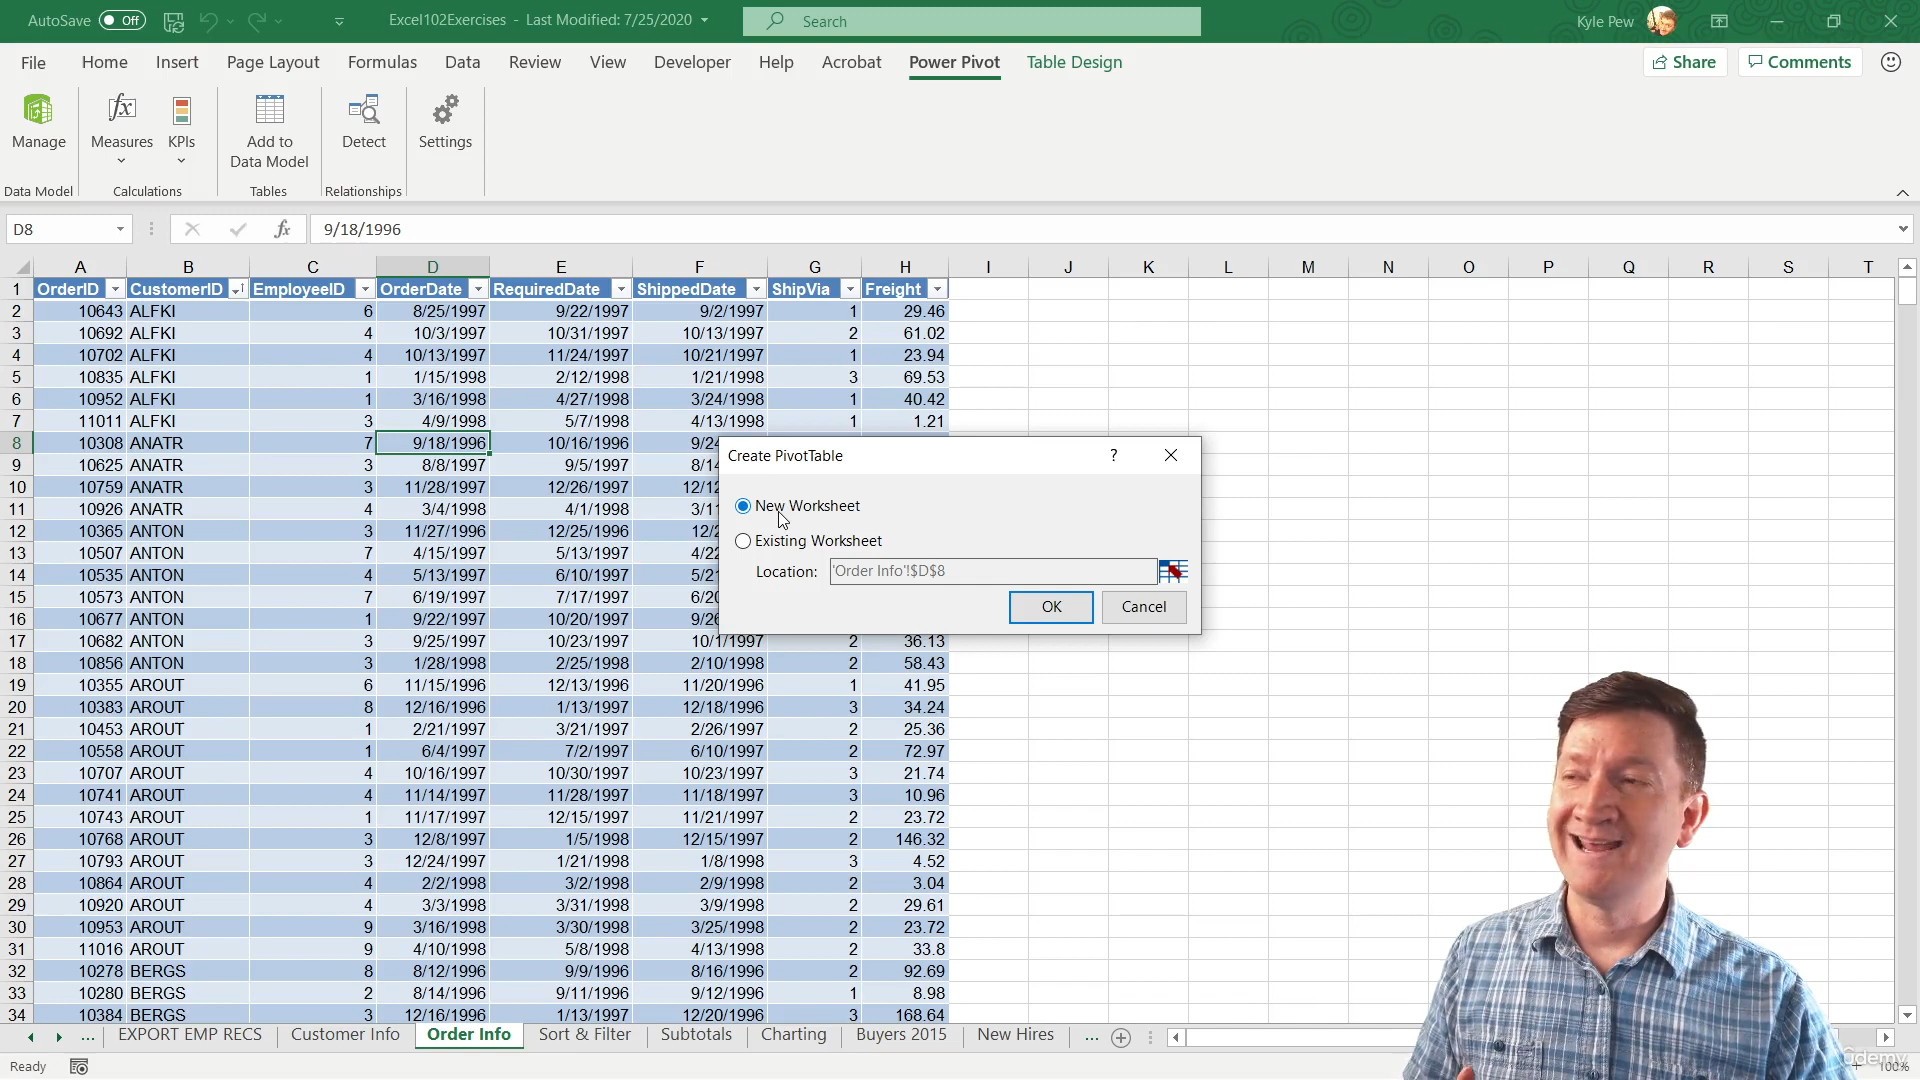 AutoSave Off Excel102Exercises - Last Modified: 7/25/2020 Search Kyle Pew
File Home Insert Page Layout Formulas Data Review View Developer Help Acrobat Power Pivot Table Design Share Comments
Manage Measures KPIs Add to Data Model Detect Settings
Data Model Calculations Tables Relationships
D8 fx 9/18/1996
A B C D E F G H I J K L M N O P Q R S T
1 OrderID CustomerID EmployeeID OrderDate RequiredDate ShippedDate ShipVia Freight
2 10643 ALFKI 6 8/25/1997 9/22/1997 9/2/1997 1 29.46
3 10692 ALFKI 4 10/3/1997 10/31/1997 10/13/1997 2 61.02
4 10702 ALFKI 4 10/13/1997 11/24/1997 10/21/1997 1 23.94
5 10835 ALFKI 1 1/15/1998 2/12/1998 1/21/1998 3 69.53
6 10952 ALFKI 1 3/16/1998 4/27/1998 3/24/1998 1 40.42
7 11011 ALFKI 3 4/9/1998 5/7/1998 4/13/1998 1 1.21
8 10308 ANATR 7 9/18/1996 10/16/1996 9/24
9 10625 ANATR 3 8/8/1997 9/5/1997 8/14
10 10759 ANATR 3 11/28/1997 12/26/1997 12/12
11 10926 ANATR 4 3/4/1998 4/1/1998 3/11
12 10365 ANTON 3 11/27/1996 12/25/1996 12/2
13 10507 ANTON 7 4/15/1997 5/13/1997 4/22
14 10535 ANTON 4 5/13/1997 6/10/1997 5/21
15 10573 ANTON 7 6/19/1997 7/17/1997 6/20
16 10677 ANTON 1 9/22/1997 10/20/1997 9/26
17 10682 ANTON 3 9/25/1997 10/23/1997 10/1/1997 2 36.13
18 10856 ANTON 3 1/28/1998 2/25/1998 2/10/1998 2 58.43
19 10355 AROUT 6 11/15/1996 12/13/1996 11/20/1996 1 41.95
20 10383 AROUT 8 12/16/1996 1/13/1997 12/18/1996 3 34.24
21 10453 AROUT 1 2/21/1997 3/21/1997 2/26/1997 2 25.36
22 10558 AROUT 1 6/4/1997 7/2/1997 6/10/1997 2 72.97
23 10707 AROUT 4 10/16/1997 10/30/1997 10/23/1997 3 21.74
24 10741 AROUT 4 11/14/1997 11/28/1997 11/18/1997 3 10.96
25 10743 AROUT 1 11/17/1997 12/15/1997 11/21/1997 2 23.72
26 10768 AROUT 3 12/8/1997 1/5/1998 12/15/1997 2 146.32
27 10793 AROUT 3 12/24/1997 1/21/1998 1/8/1998 3 4.52
28 10864 AROUT 4 2/2/1998 3/2/1998 2/9/1998 2 3.04
29 10920 AROUT 4 3/3/1998 3/31/1998 3/9/1998 2 29.61
30 10953 AROUT 9 3/16/1998 3/30/1998 3/25/1998 2 23.72
31 11016 AROUT 9 4/10/1998 5/8/1998 4/13/1998 2 33.8
32 10278 BERGS 8 8/12/1996 9/9/1996 8/16/1996 2 92.69
33 10280 BERGS 2 8/14/1996 9/11/1996 9/12/1996 1 8.98
34 10384 BERGS 3 12/16/1996 1/13/1997 12/20/1996 3 168.64
Create PivotTable ?
New Worksheet
Existing Worksheet
Location: 'Order Info'!$D$8
OK Cancel
... EXPORT EMP RECS Customer Info Order Info Sort & Filter Subtotals Charting Buyers 2015 New Hires ...
Ready Udemy 100%